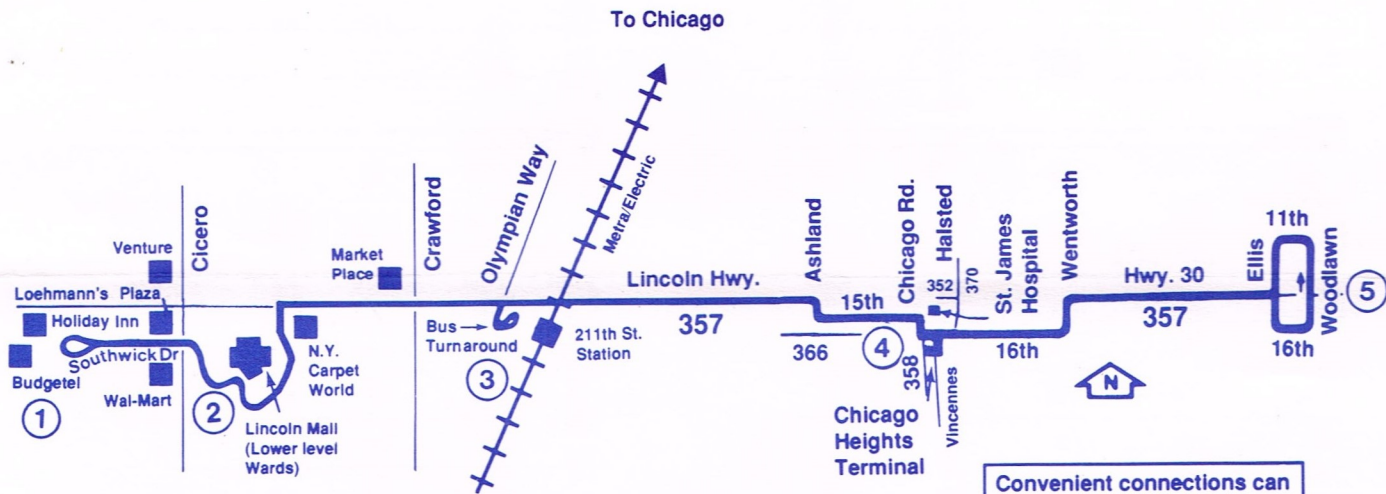 To Chicago
Metra/Electric
Olympian Way
Cicero
Crawford
Venture
Loehmann's Plaza
Holiday Inn
Southwick Dr
Budgetel
Wal-Mart
1
2
Lincoln Mall
(Lower level
Wards)
N.Y.
Carpet
World
Market
Place
Bus
Turnaround
3
211th St.
Station
Lincoln Hwy.
357
Ashland
15th
366
4
Chicago Rd.
Halsted
352
370
358
Vincennes
Chicago
Heights
Terminal
St. James
Hospital
16th
Wentworth
Hwy. 30
357
Ellis
11th
Woodlawn
16th
5
N
Convenient connections can